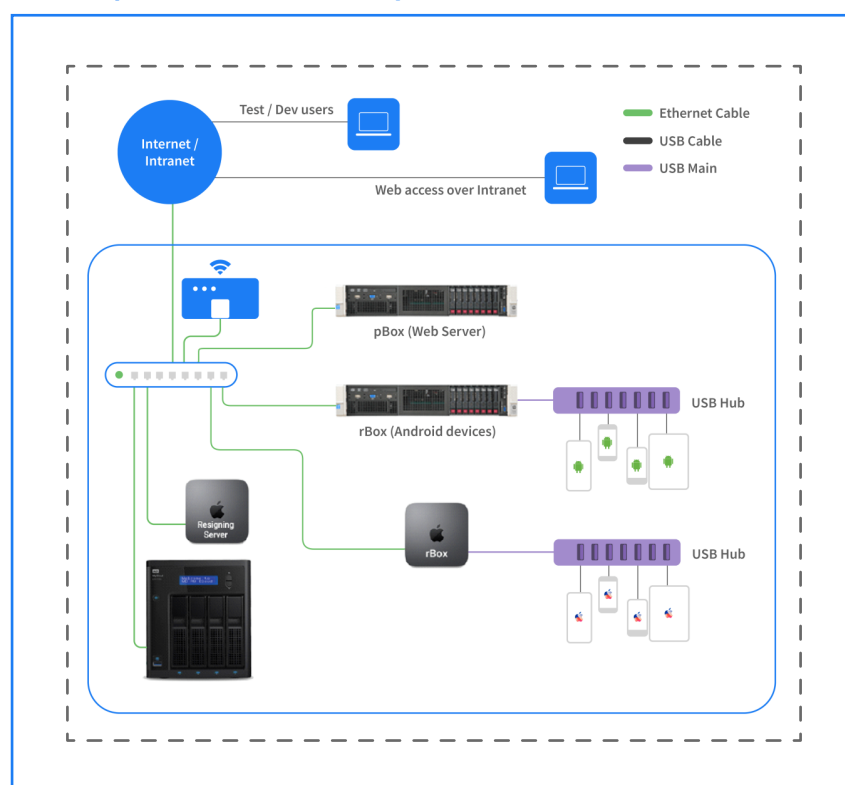 Test / Dev users
Internet /
Intranet
Web access over Intranet
Ethernet Cable
USB Cable
USB Main
pBox (Web Server)
rBox (Android devices)
USB Hub
Resigning
Server
rBox
USB Hub